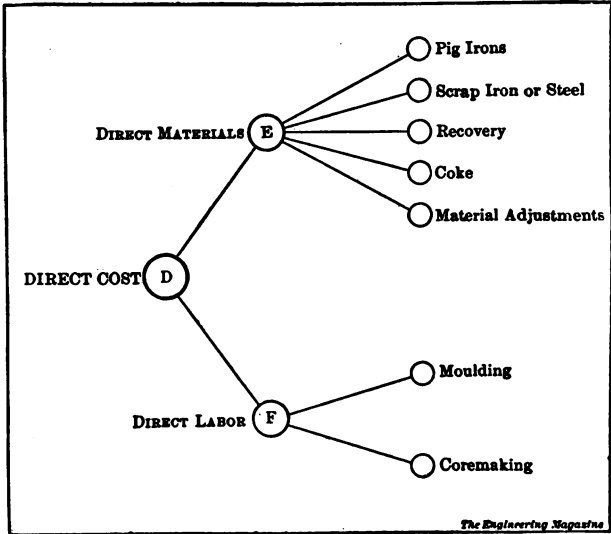 Pig Irons
Scrap Iron or Steel
DIRECT MATERIALS E Recovery
Coke
Material Adjustments
DIRECT COST D
Moulding
DIRECT LABOR F
Coremaking
The Engineering Magazine